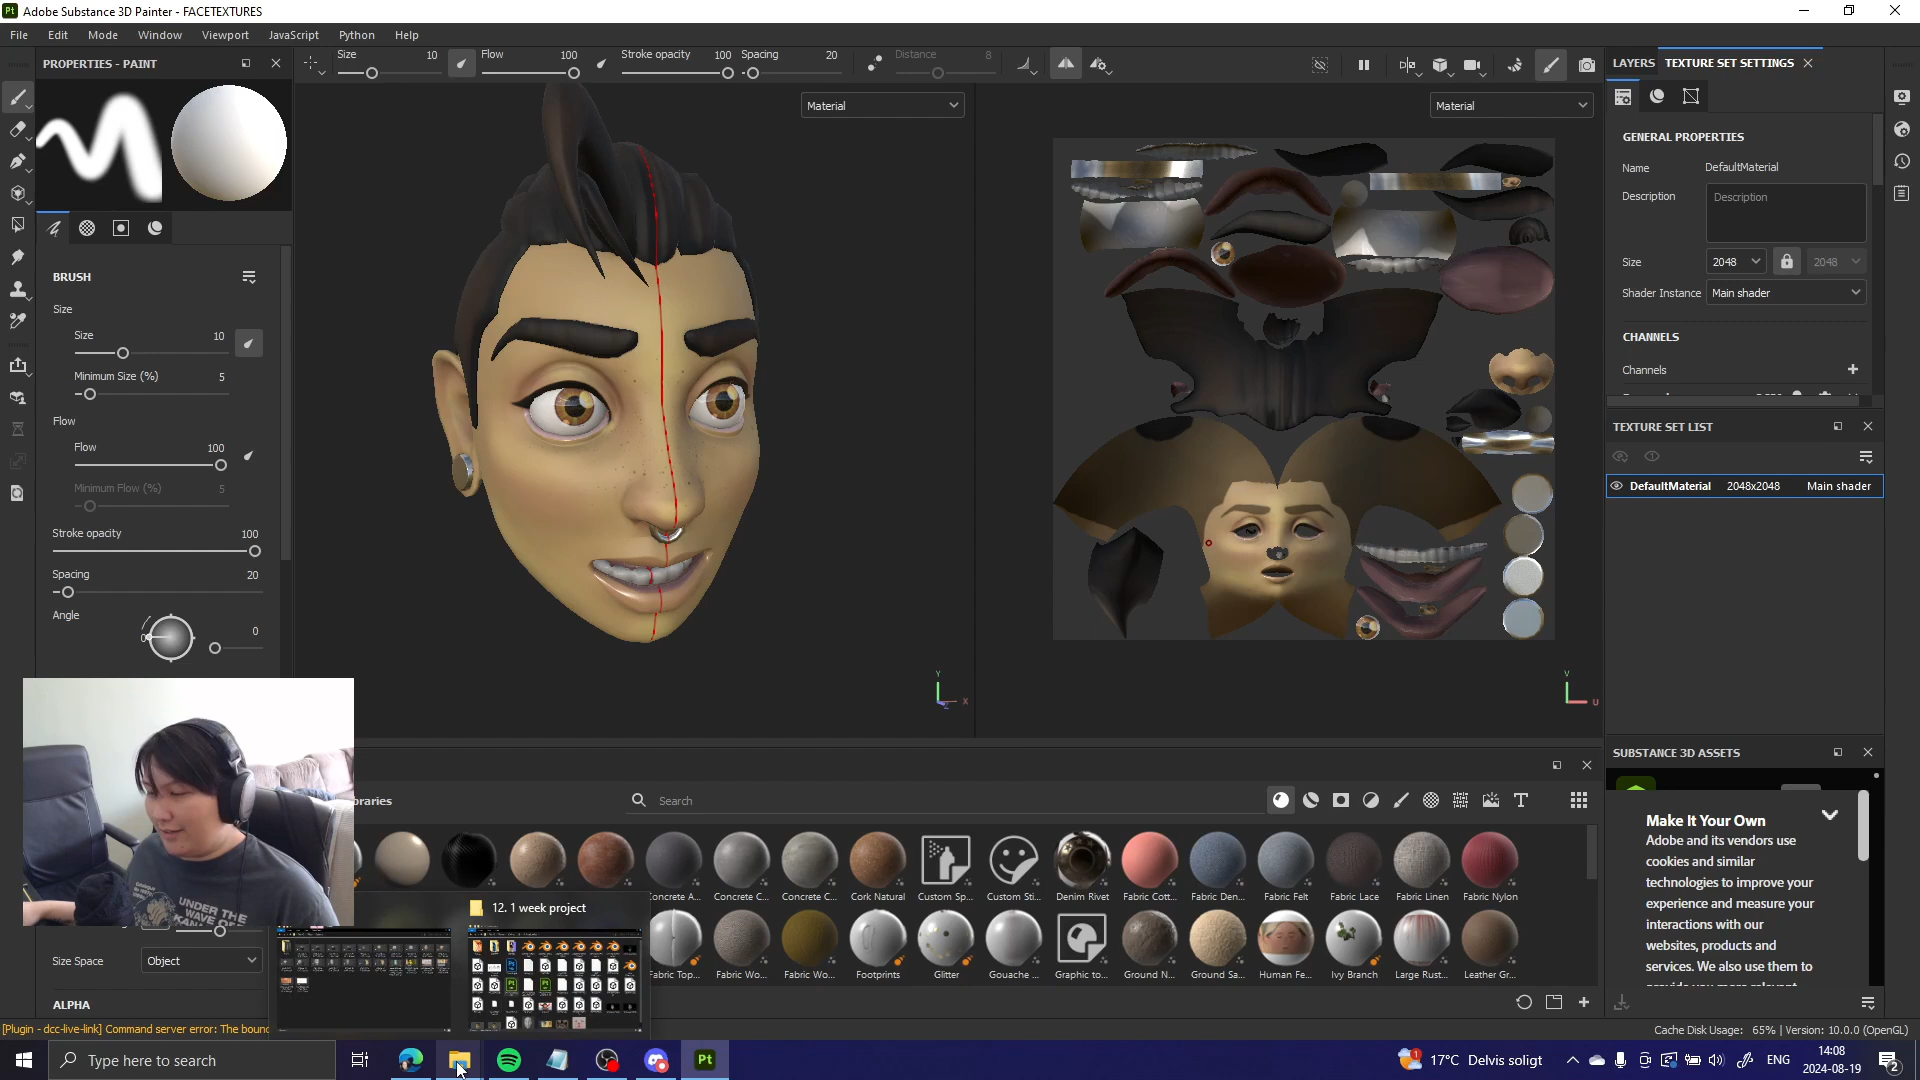 Pt Adobe Substance 3D Painter - FACETEXTURES
File Edit Mode Window Viewport JavaScript Python Help
PROPERTIES - PAINT
Size 10 Flow 100 Stroke opacity 100 Spacing 20 Distance 8
LAYERS TEXTURE SET SETTINGS
Material
Material
GENERAL PROPERTIES
Name DefaultMaterial
Description Description
Size 2048 2048
Shader Instance Main shader
CHANNELS
Channels
BRUSH
Size
Size 10
Minimum Size (%) 5
Flow
Flow 100
Minimum Flow (%) 5
Stroke opacity 100
Spacing 20
Angle
0
Y
X
Z
V
U
TEXTURE SET LIST
DefaultMaterial 2048x2048 Main shader
SUBSTANCE 3D ASSETS
Make It Your Own
Adobe and its vendors use
cookies and similar
technologies to improve your
experience and measure your
interactions with our
websites, products and
services. We also use them to
braries
Search
Concrete A... Concrete C... Concrete C... Cork Natural Custom Sp... Custom Sti... Denim Rivet Fabric Cott... Fabric Den... Fabric Felt Fabric Lace Fabric Linen Fabric Nylon
12. 1 week project
Fabric Top... Fabric Wo... Fabric Wo... Footprints Glitter Gouache ... Graphic to... Ground N... Ground Sa... Human Fe... Ivy Branch Large Rust... Leather Gr...
UNDER THE
WAVE OF
KANA
Size Space Object
ALPHA
[Plugin - dcc-live-link] Command server error: The bound
Cache Disk Usage: 65% | Version: 10.0.0 (OpenGL)
Type here to search
Pt
1
17°C Delvis soligt
ENG
14:08
2024-08-19
2